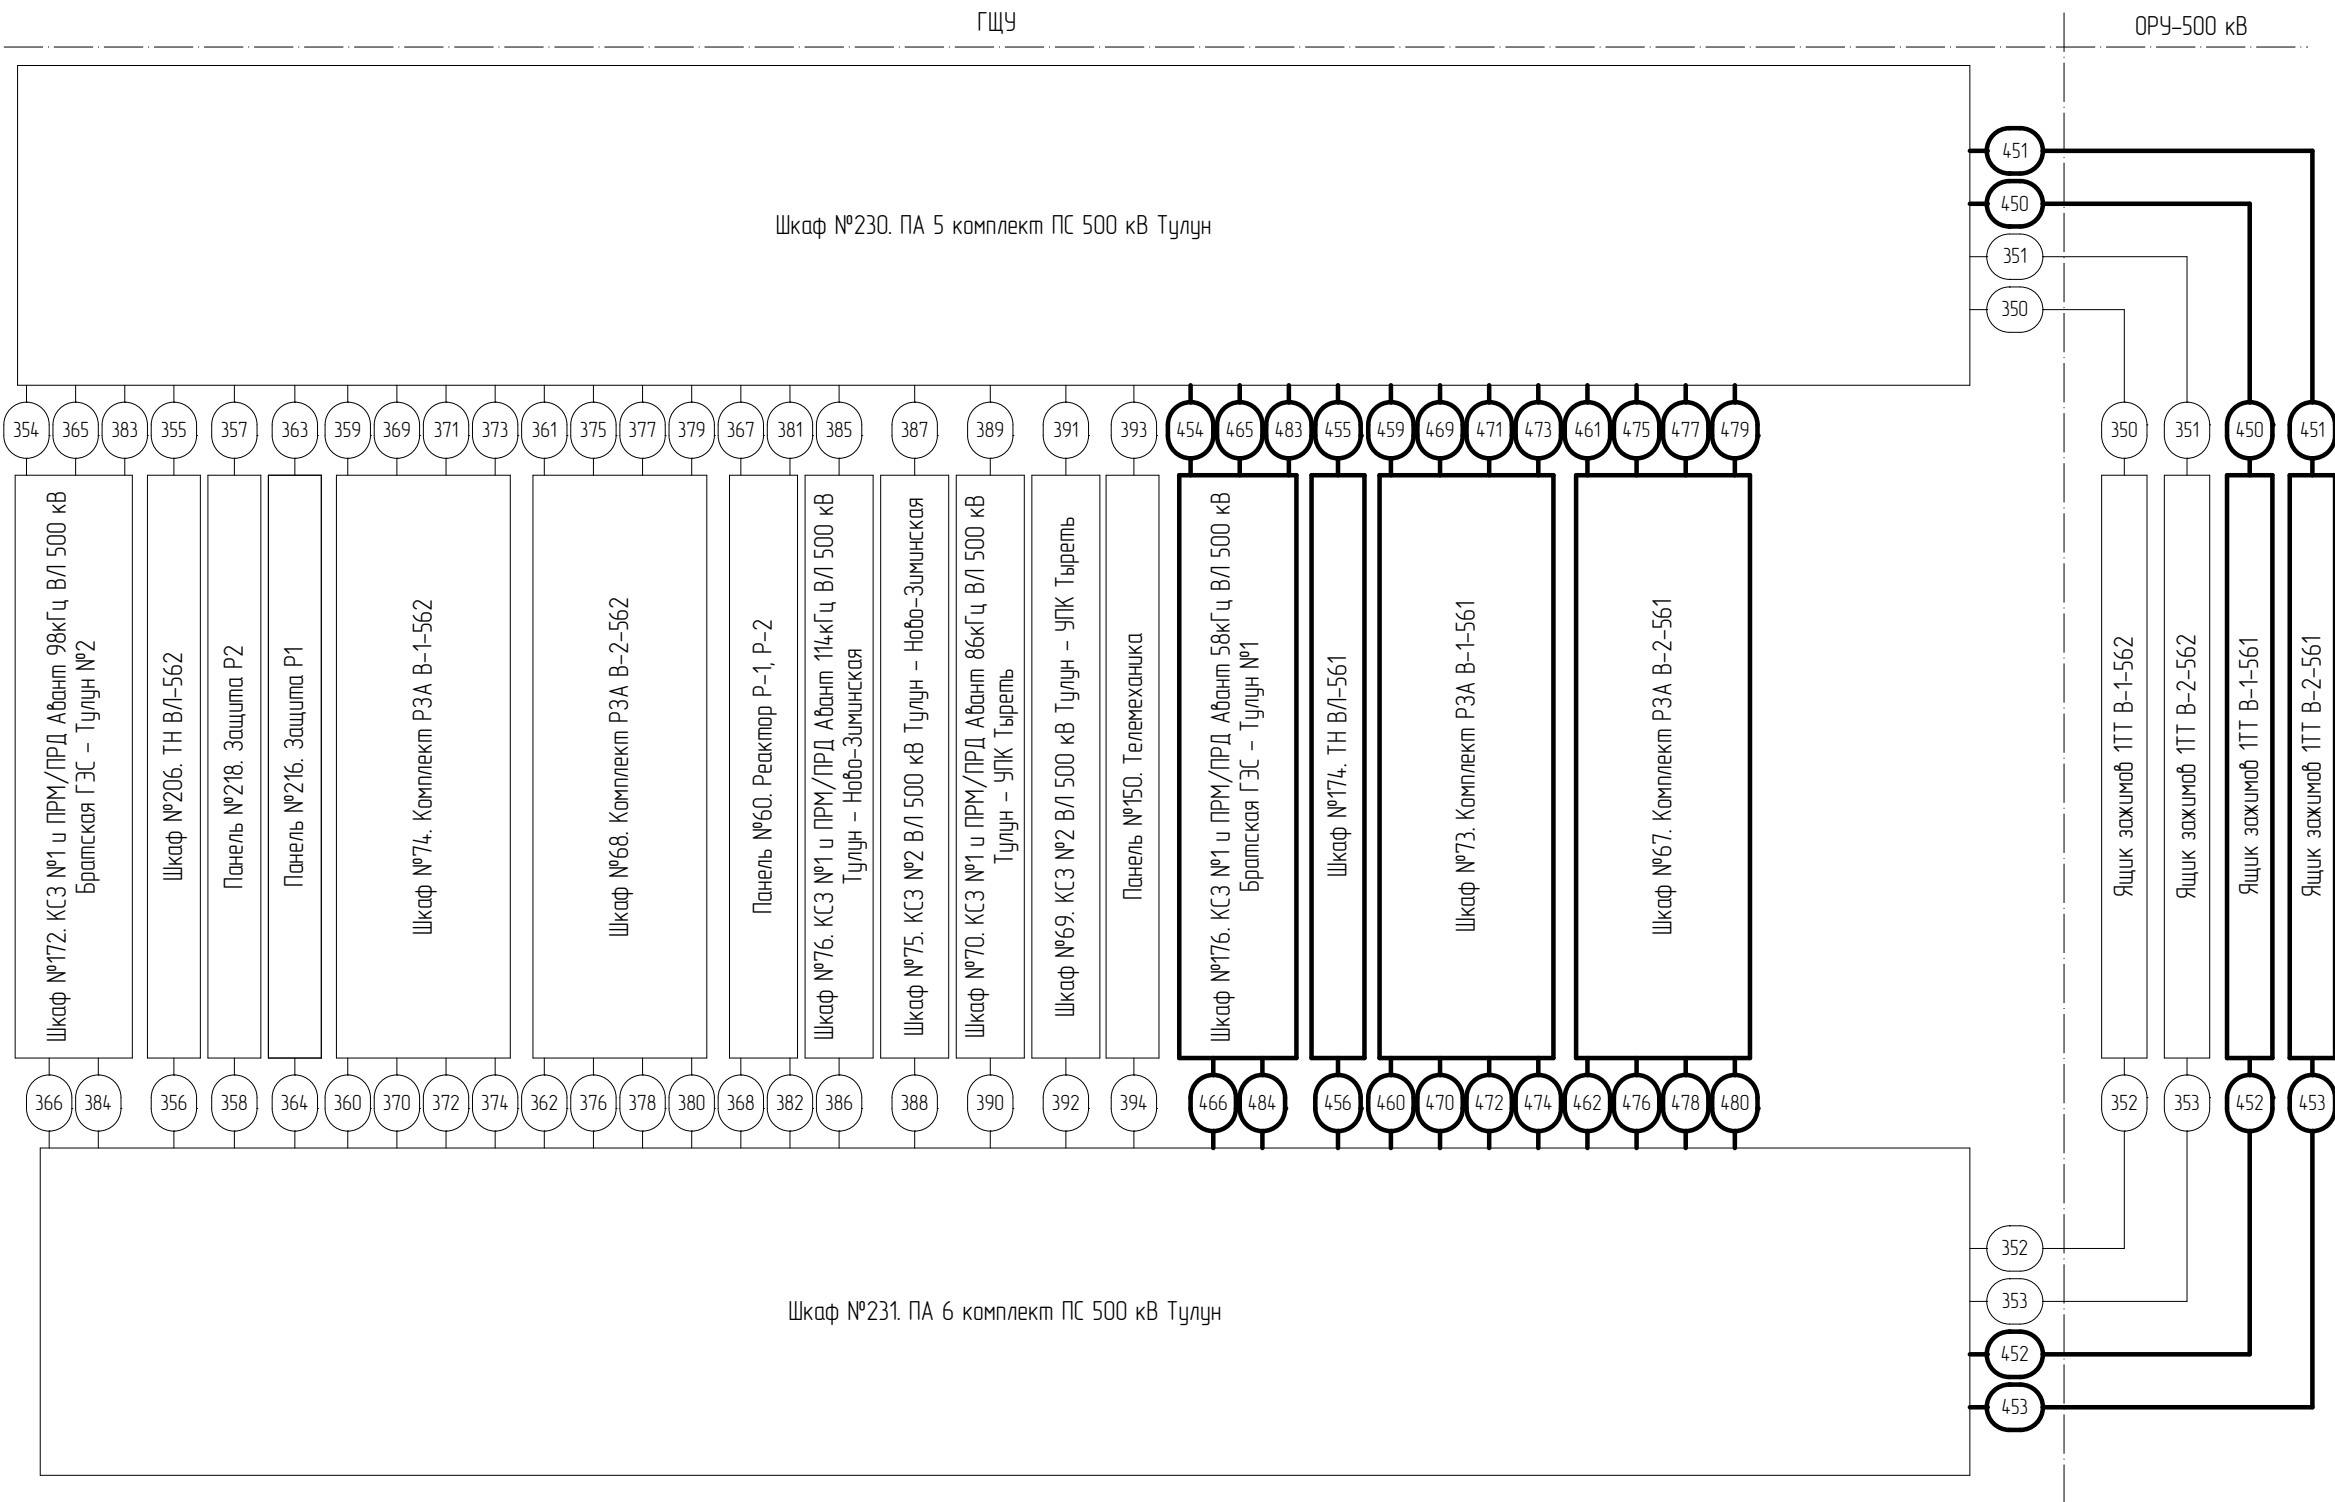 ГЩУ
ОРУ-500 кВ
451
450
351
350
Шкаф №230. ПА 5 комплект ПС 500 кВ Тулун
354
365
383
355
357
363
359
369
371
373
361
375
377
379
367
381
385
387
389
391
393
454
465
483
455
459
469
471
473
461
475
477
479
350
351
450
451
Шкаф №172. КСЗ №1 и ПРМ/ПРД Авант 98кГц ВЛ 500 кВ
Братская ГЭС - Тулун №2
Шкаф №206. ТН ВЛ-562
Панель №218. Защита Р2
Панель №216. Защита Р1
Шкаф №74. Комплект РЗА В-1-562
Шкаф №68. Комплект РЗА В-2-562
Панель №60. Реактор Р-1, Р-2
Шкаф №76. КСЗ №1 и ПРМ/ПРД Авант 114кГц ВЛ 500 кВ
Тулун - Ново-Зиминская
Шкаф №75. КСЗ №2 ВЛ 500 кВ Тулун - Ново-Зиминская
Шкаф №70. КСЗ №1 и ПРМ/ПРД Авант 86кГц ВЛ 500 кВ
Тулун - УПК Тыреть
Шкаф №69. КСЗ №2 ВЛ 500 кВ Тулун - УПК Тыреть
Панель №150. Телемеханика
Шкаф №176. КСЗ №1 и ПРМ/ПРД Авант 58кГц ВЛ 500 кВ
Братская ГЭС - Тулун №1
Шкаф №174. ТН ВЛ-561
Шкаф №73. Комплект РЗА В-1-561
Шкаф №67. Комплект РЗА В-2-561
Ящик зажимов 1ТТ В-1-562
Ящик зажимов 1ТТ В-2-562
Ящик зажимов 1ТТ В-1-561
Ящик зажимов 1ТТ В-2-561
366
384
356
358
364
360
370
372
374
362
376
378
380
368
382
386
388
390
392
394
466
484
456
460
470
472
474
462
476
478
480
352
353
452
453
352
353
452
453
Шкаф №231. ПА 6 комплект ПС 500 кВ Тулун